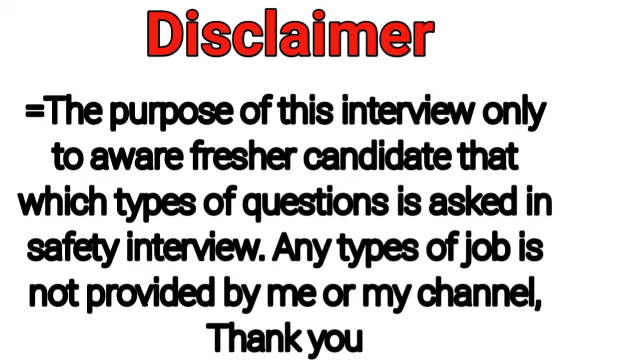 Disclaimer
=The purpose of this interview only
to aware fresher candidate that
which types of questions is asked in
safety interview. Any types of job is
not provided by me or my channel,
Thank you